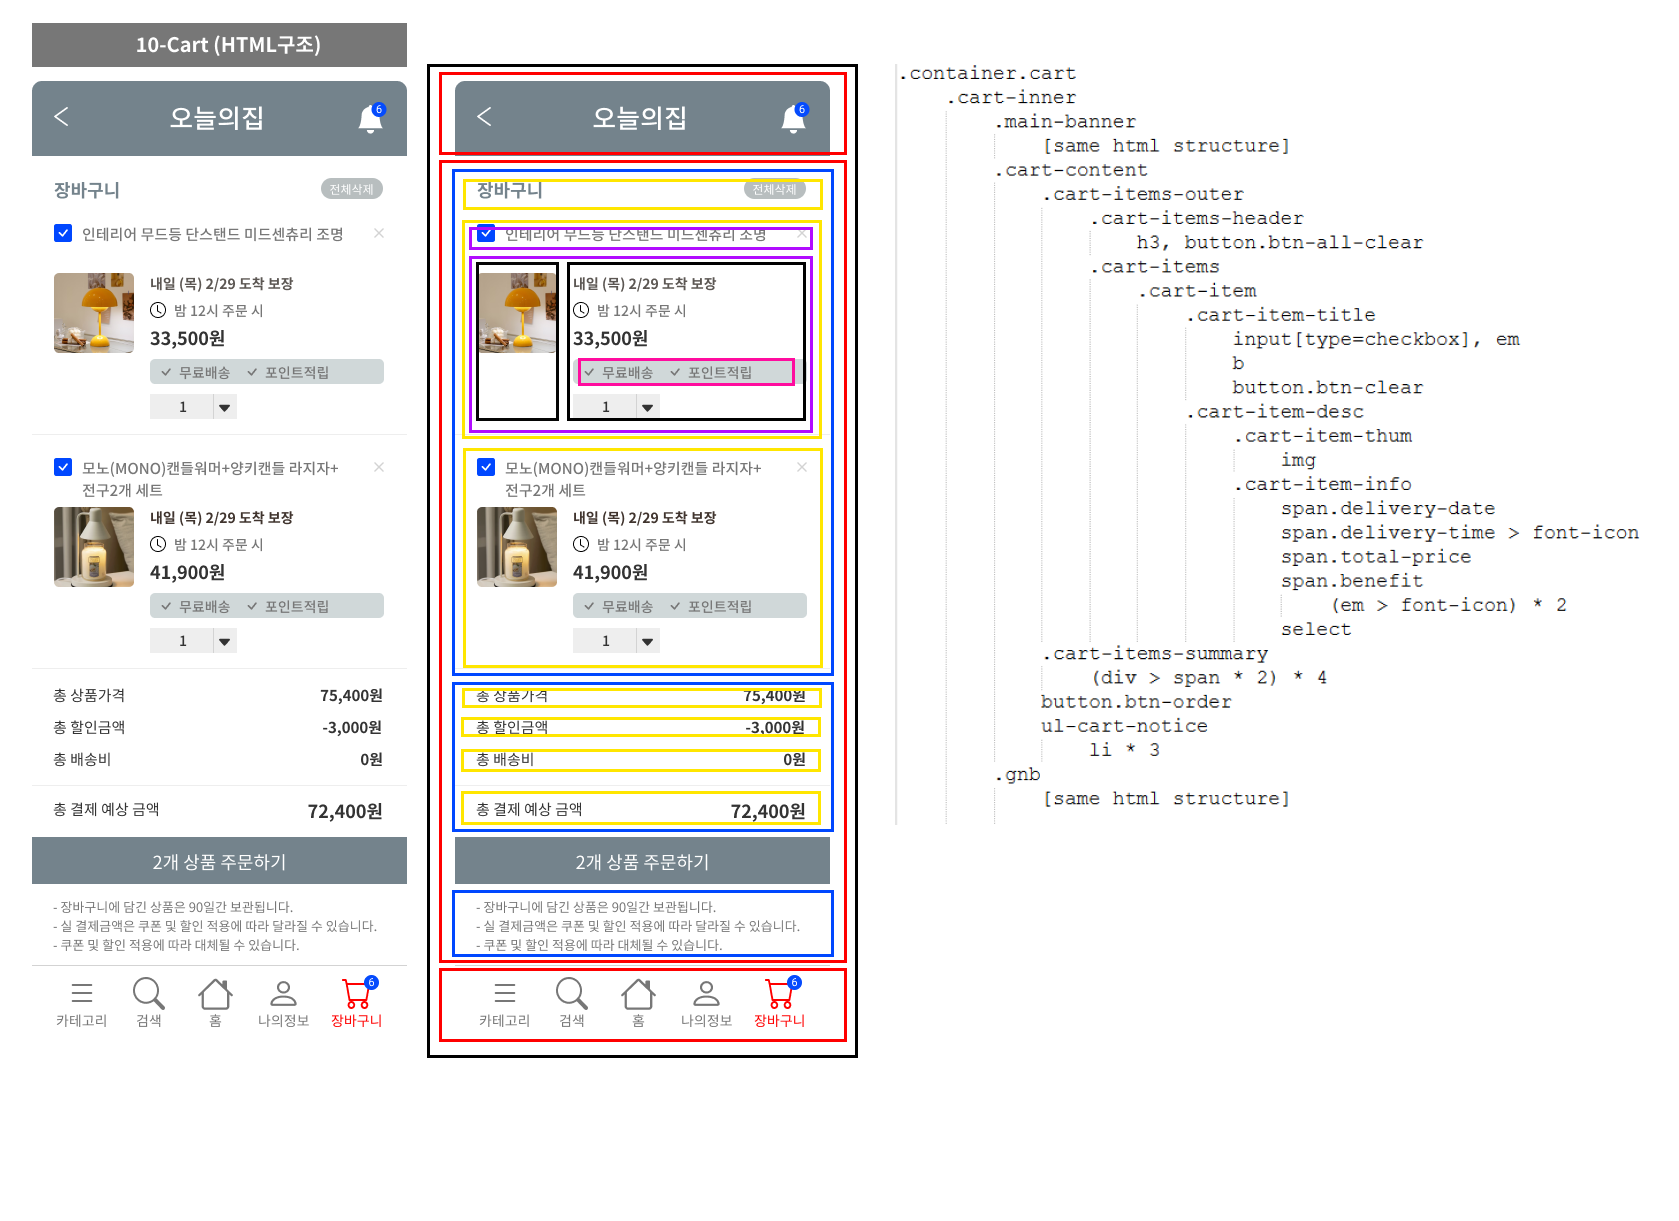 10-Cart (HTML구조)
오늘의집
6
장바구니
전체삭제
인테리어 무드등 단스탠드 미드센츄리 조명
내일 (목) 2/29 도착 보장
밤 12시 주문 시
33,500원
무료배송 포인트적립
1
모노(MONO)캔들워머+양키캔들 라지자+
전구2개 세트
내일 (목) 2/29 도착 보장
밤 12시 주문 시
41,900원
무료배송 포인트적립
1
총 상품가격 75,400원
총 할인금액 -3,000원
총 배송비 0원
총 결제 예상 금액 72,400원
2개 상품 주문하기
- 장바구니에 담긴 상품은 90일간 보관됩니다.
- 실 결제금액은 쿠폰 및 할인 적용에 따라 달라질 수 있습니다.
- 쿠폰 및 할인 적용에 따라 대체될 수 있습니다.
6
카테고리 검색 홈 나의정보 장바구니
오늘의집
6
장바구니
전체삭제
인테리어 무드등 단스탠드 미드센츄리 조명
내일 (목) 2/29 도착 보장
밤 12시 주문 시
33,500원
무료배송 포인트적립
1
모노(MONO)캔들워머+양키캔들 라지자+
전구2개 세트
내일 (목) 2/29 도착 보장
밤 12시 주문 시
41,900원
무료배송 포인트적립
1
총 상품가격 75,400원
총 할인금액 -3,000원
총 배송비 0원
총 결제 예상 금액 72,400원
2개 상품 주문하기
- 장바구니에 담긴 상품은 90일간 보관됩니다.
- 실 결제금액은 쿠폰 및 할인 적용에 따라 달라질 수 있습니다.
- 쿠폰 및 할인 적용에 따라 대체될 수 있습니다.
6
카테고리 검색 홈 나의정보 장바구니
.container.cart
.cart-inner
.main-banner
[same html structure]
.cart-content
.cart-items-outer
.cart-items-header
h3, button.btn-all-clear
.cart-items
.cart-item
.cart-item-title
input[type=checkbox], em
b
button.btn-clear
.cart-item-desc
.cart-item-thum
img
.cart-item-info
span.delivery-date
span.delivery-time > font-icon
span.total-price
span.benefit
(em > font-icon) * 2
select
.cart-items-summary
(div > span * 2) * 4
button.btn-order
ul-cart-notice
li * 3
.gnb
[same html structure]